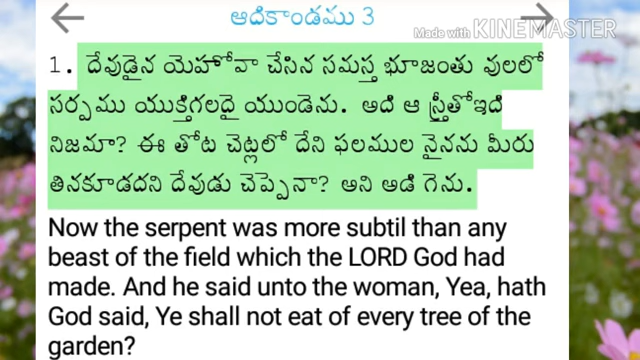 ఆదికాండము 3
Made with KINEMASTER
1. దేవుడైన యెహోవా చేసిన సమస్త భూజంతు వులలో
సర్పము యుక్తిగలదై యుండెను. అది ఆ స్త్రీతోఇది
నిజమా? ఈ తోట చెట్లలో దేని ఫలముల నైనను మీరు
తినకూడదని దేవుడు చెప్పెనా? అని అడి గెను.
Now the serpent was more subtil than any
beast of the field which the LORD God had
made. And he said unto the woman, Yea, hath
God said, Ye shall not eat of every tree of the
garden?